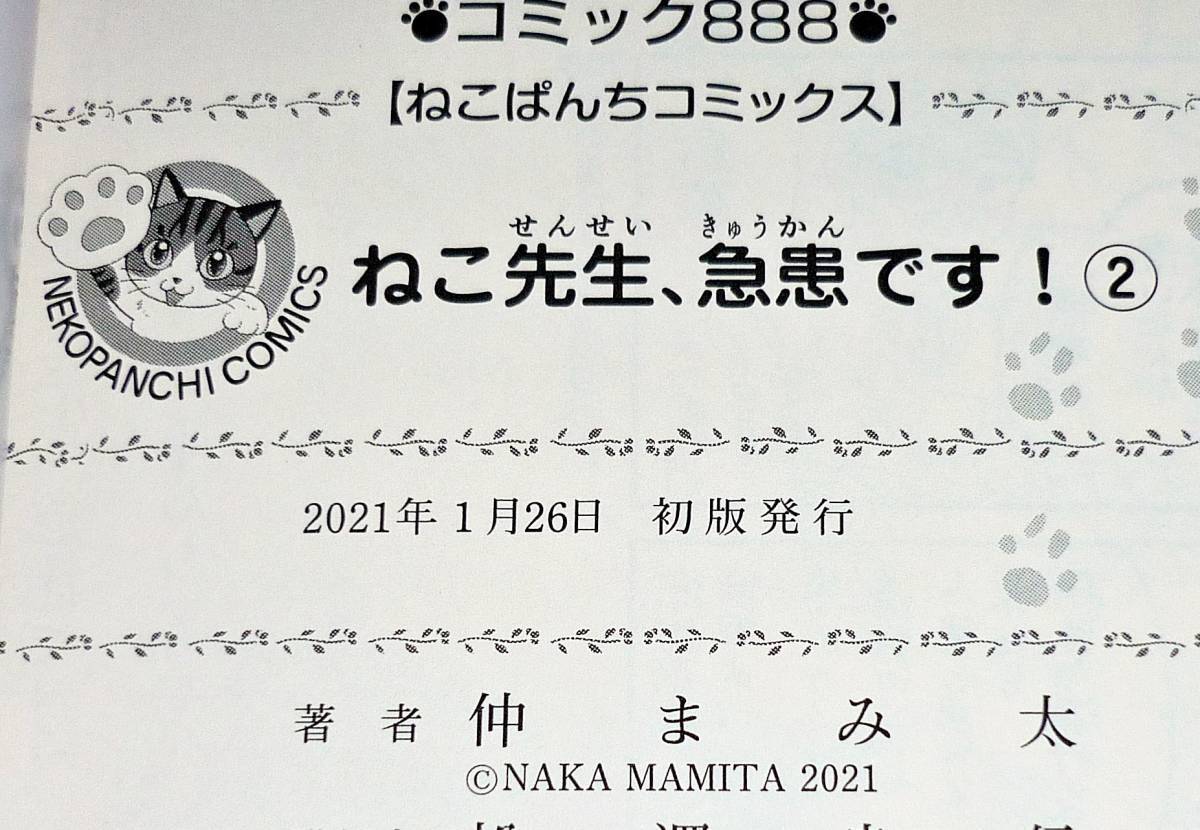 コミック888
【ねこぱんちコミックス】
NEKOPANCHI COMICS
せんせい きゅうかん
ねこ先生、急患です！②
2021年1月26日 初版発行
著者 仲まみ太
©NAKA MAMITA 2021